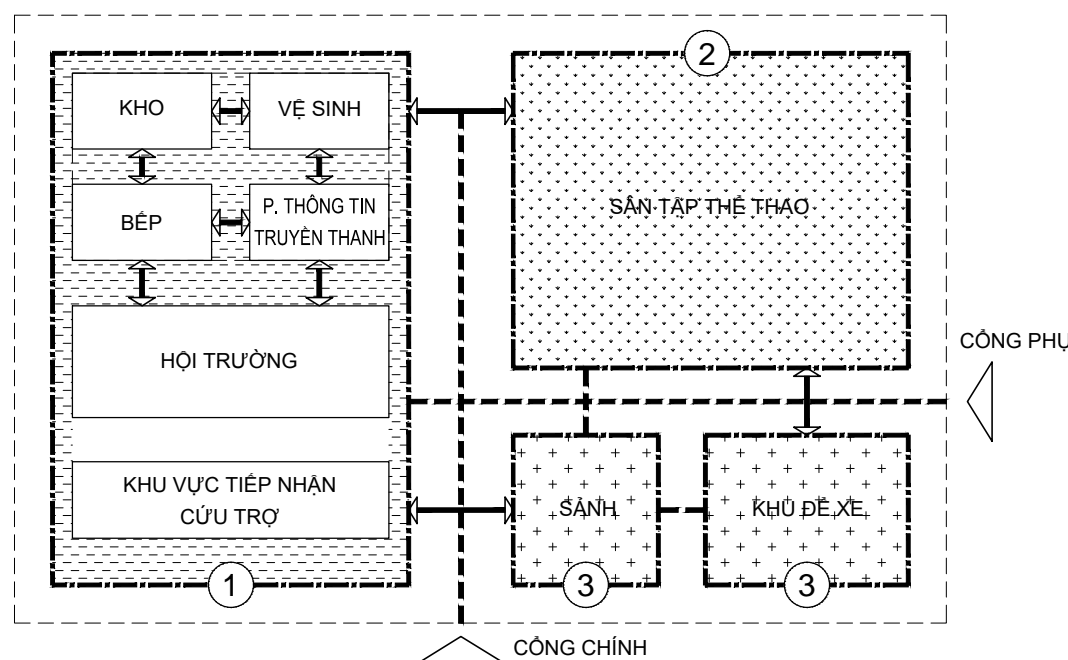 2
KHO
VỆ SINH
BẾP
P. THÔNG TIN
TRUYỀN THANH
SÂN TẬP THỂ THAO
HỘI TRƯỜNG
CỔNG PHỤ
KHU VỰC TIẾP NHẬN
CỨU TRỢ
SẢNH
KHU ĐỂ XE
1
3
3
CỔNG CHÍNH